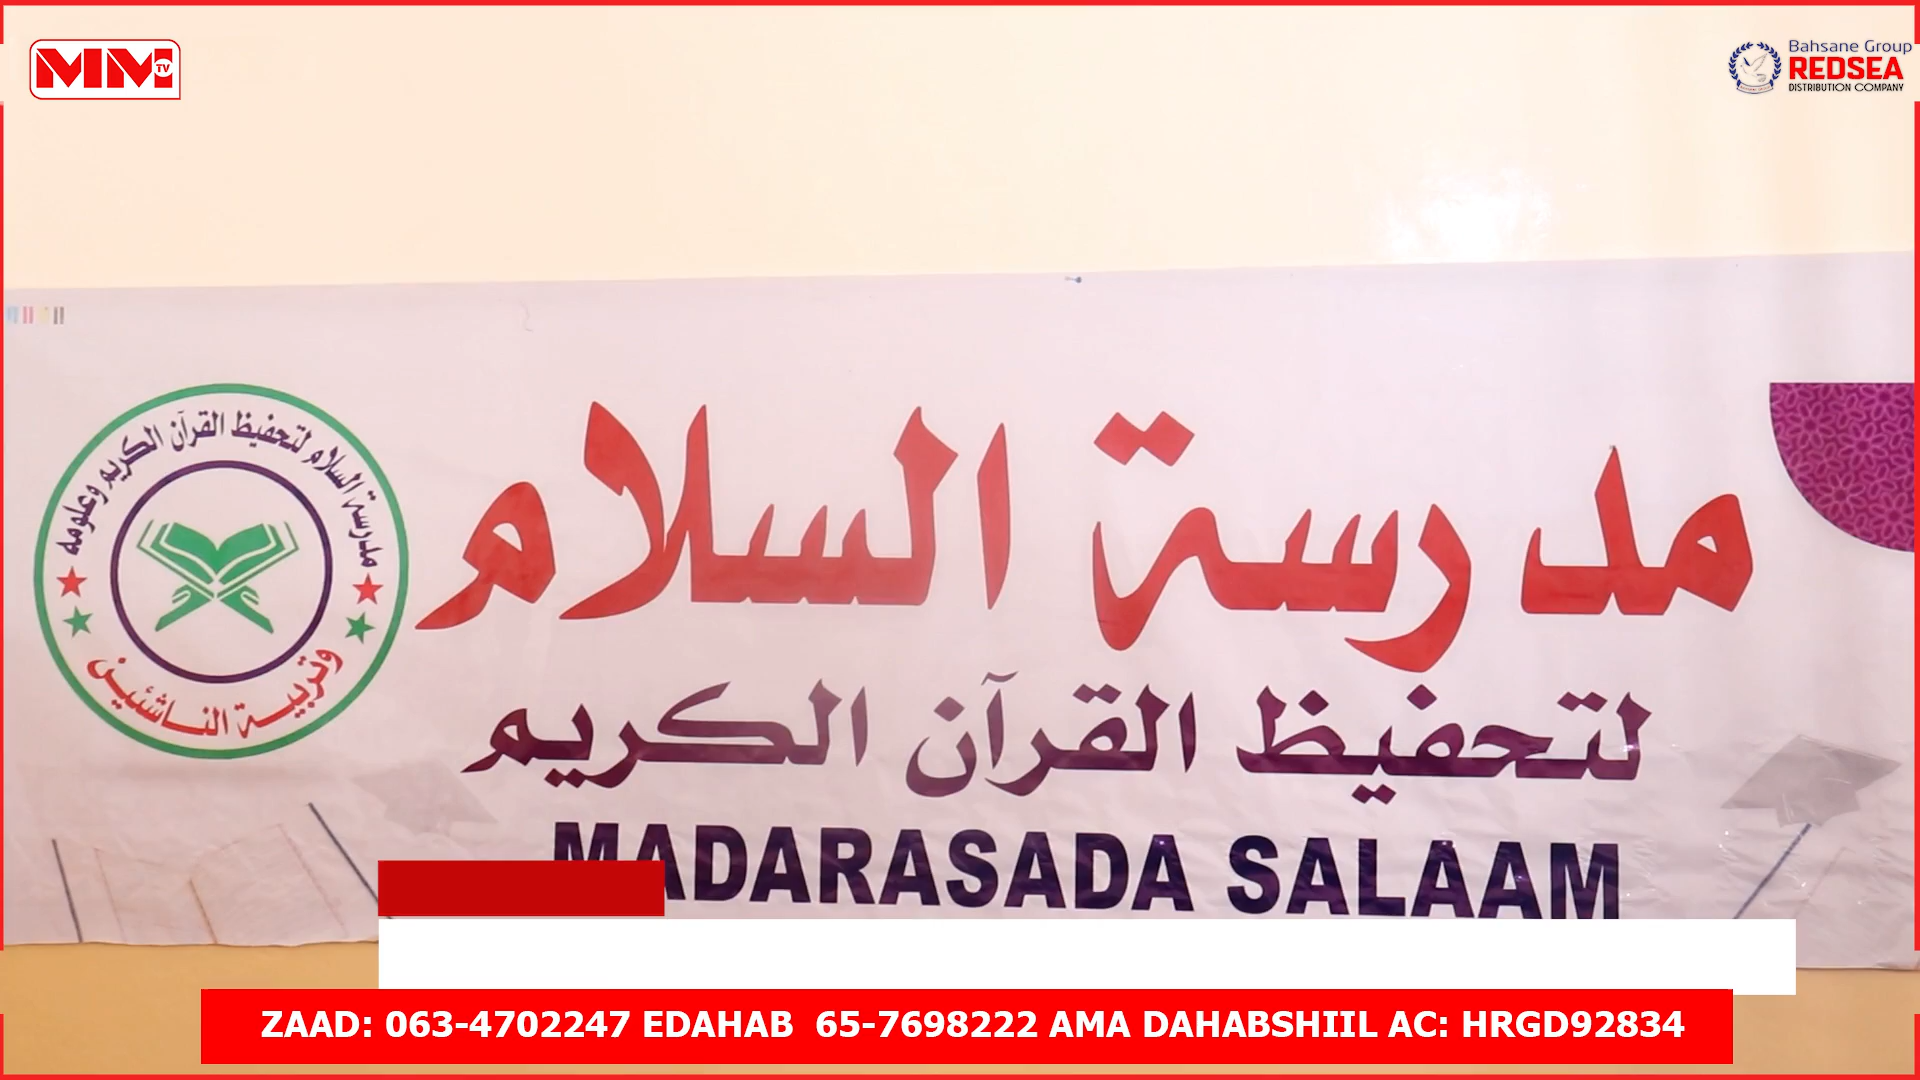 MM TV
Bahsane Group
REDSEA
DISTRIBUTION COMPANY
مدرسة السلام لتحفيظ القرآن الكريم وعلومه
وتربية الناشئين
مدرسة السلام
لتحفيظ القرآن الكريم
MADARASADA SALAAM
ZAAD: 063-4702247 EDAHAB 65-7698222 AMA DAHABSHIIL AC: HRGD92834